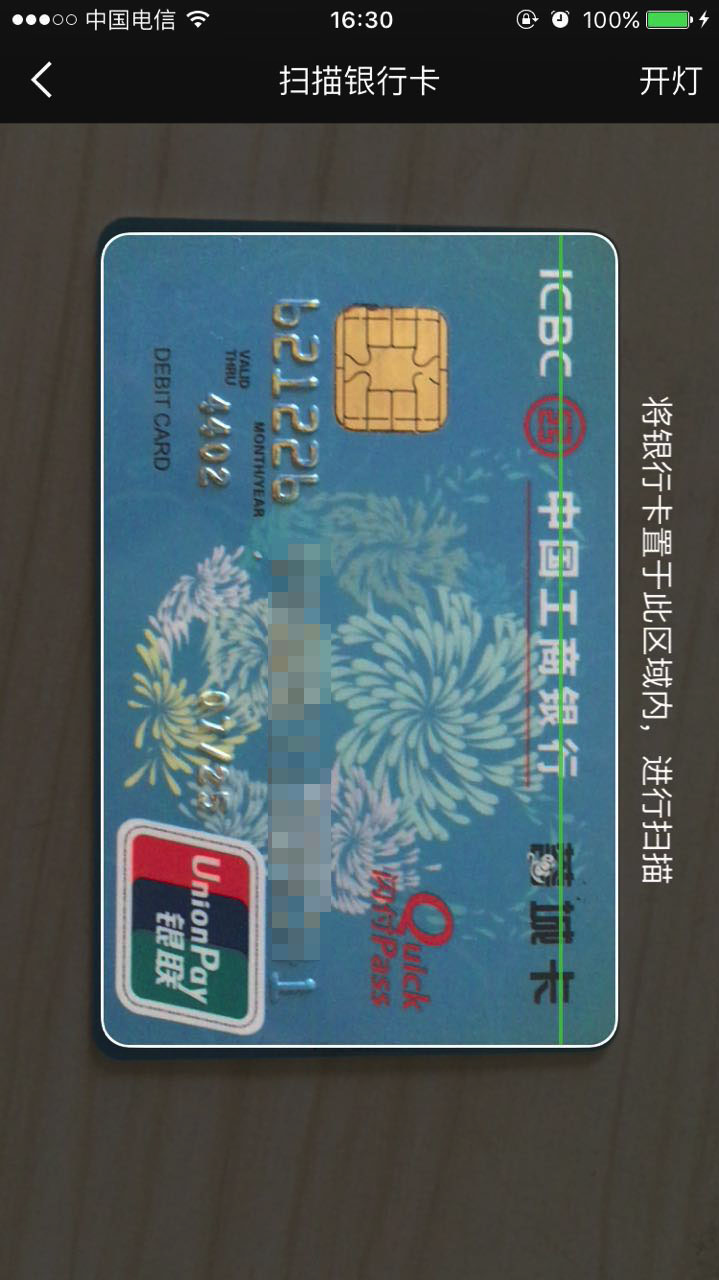 中国电信
16:30
100%
扫描银行卡
开灯
将银行卡置于此区域内，进行扫描
ICBC 中国工商银行
城卡
Quick Pass
闪付
621226
1
MONTH/YEAR
VALID THRU
4402
07/25
DEBIT CARD
UnionPay
银联